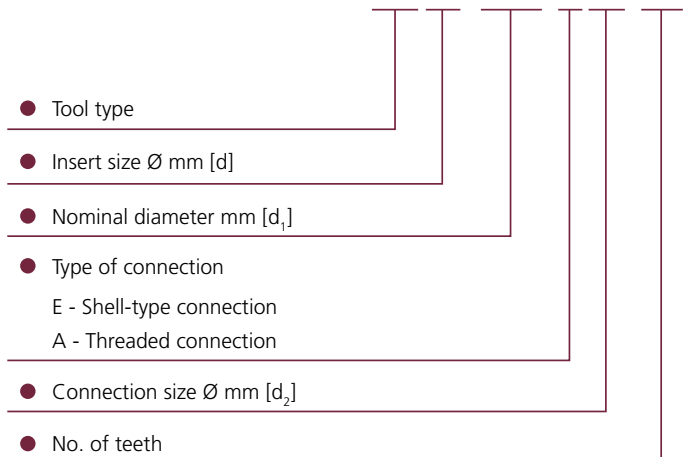 ● Tool type
● Insert size Ø mm [d]
● Nominal diameter mm [d₁]
● Type of connection
E - Shell-type connection
A - Threaded connection
● Connection size Ø mm [d₂]
● No. of teeth